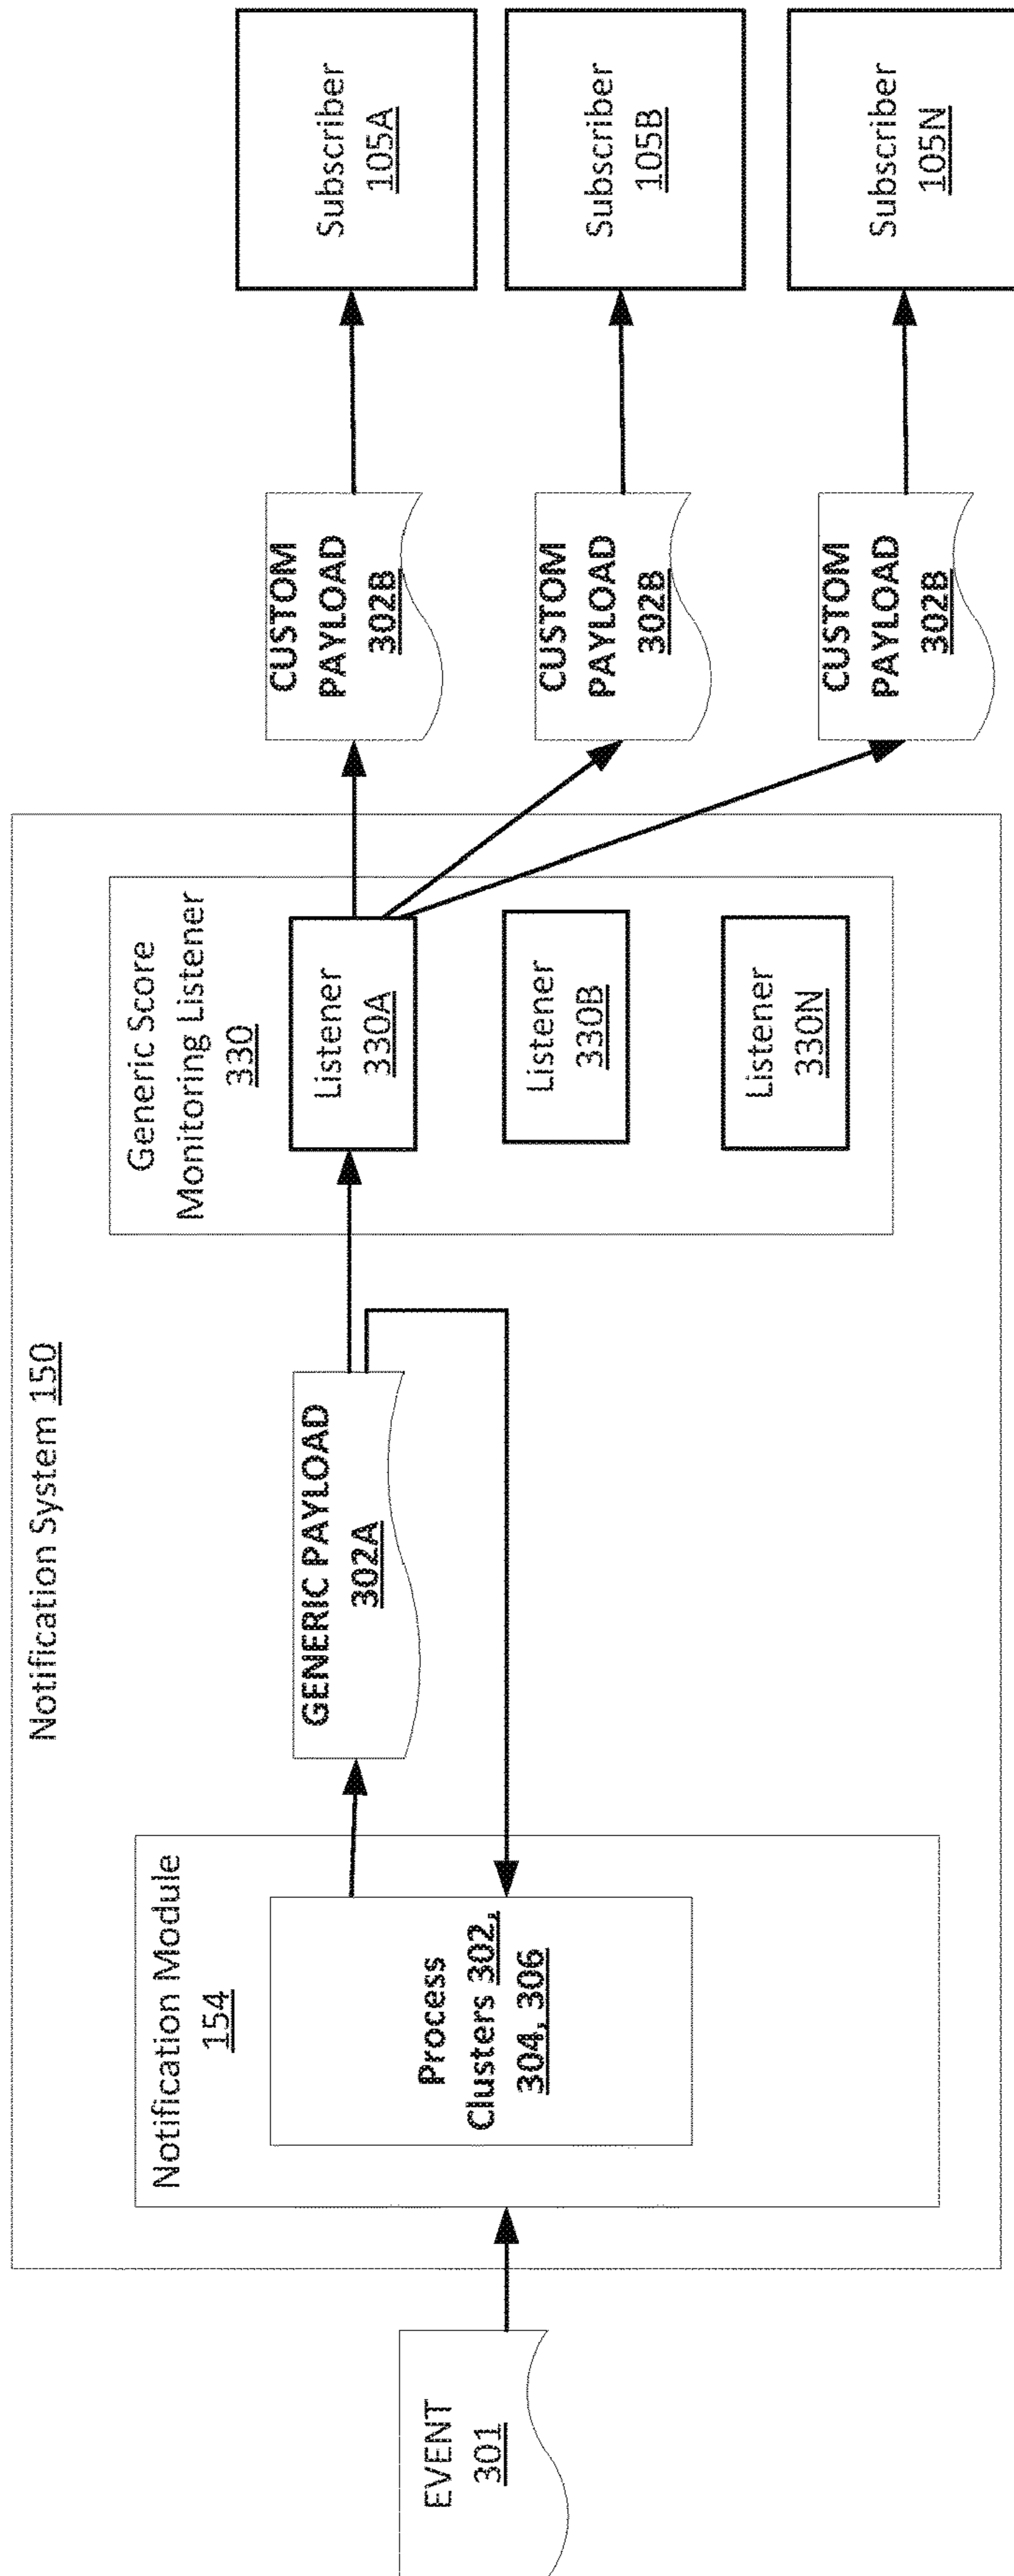 Notification System 150
EVENT
301
Notification Module
154
Process
Clusters 302,
304, 306
GENERIC PAYLOAD
302A
Generic Score
Monitoring Listener
330
Listener
330A
Listener
330B
Listener
330N
CUSTOM
PAYLOAD
302B
CUSTOM
PAYLOAD
302B
CUSTOM
PAYLOAD
302B
Subscriber
105A
Subscriber
105B
Subscriber
105N